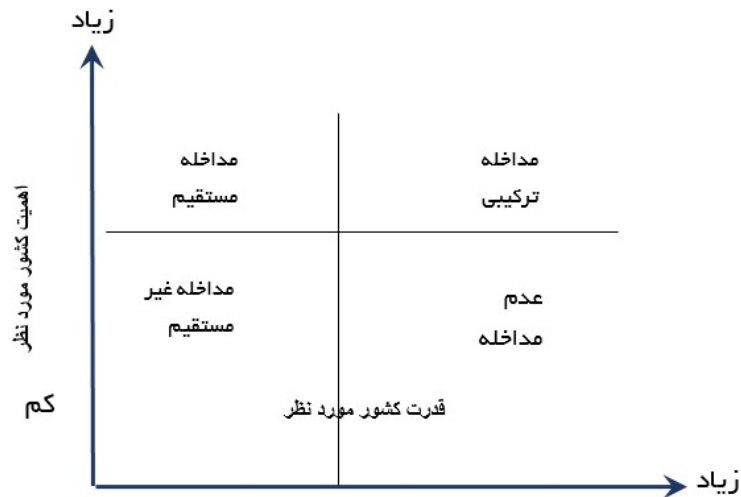 زیاد
مداخله
ترکیبی
مداخله
مستقیم
اهمیت کشور مورد نظر
عدم
مداخله
مداخله غیر
مستقیم
کم
قدرت کشور مورد نظر
زیاد